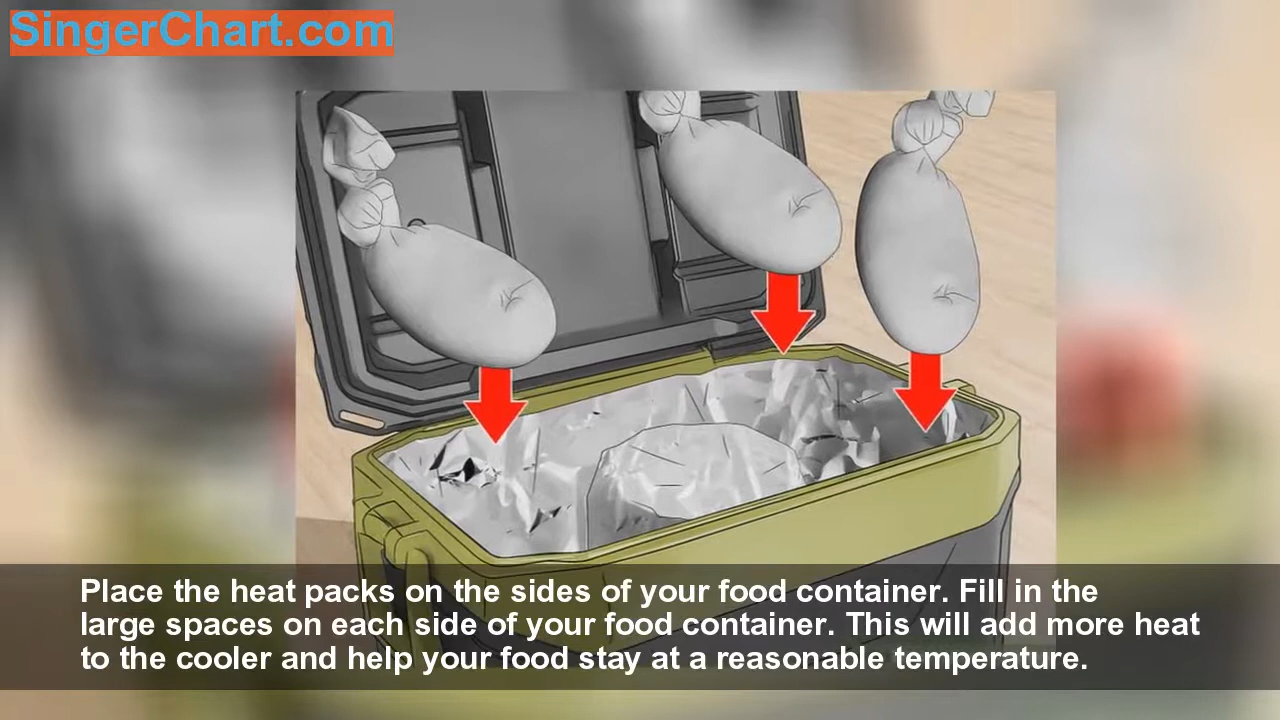 SingerChart.com
Place the heat packs on the sides of your food container. Fill in the
large spaces on each side of your food container. This will add more heat
to the cooler and help your food stay at a reasonable temperature.